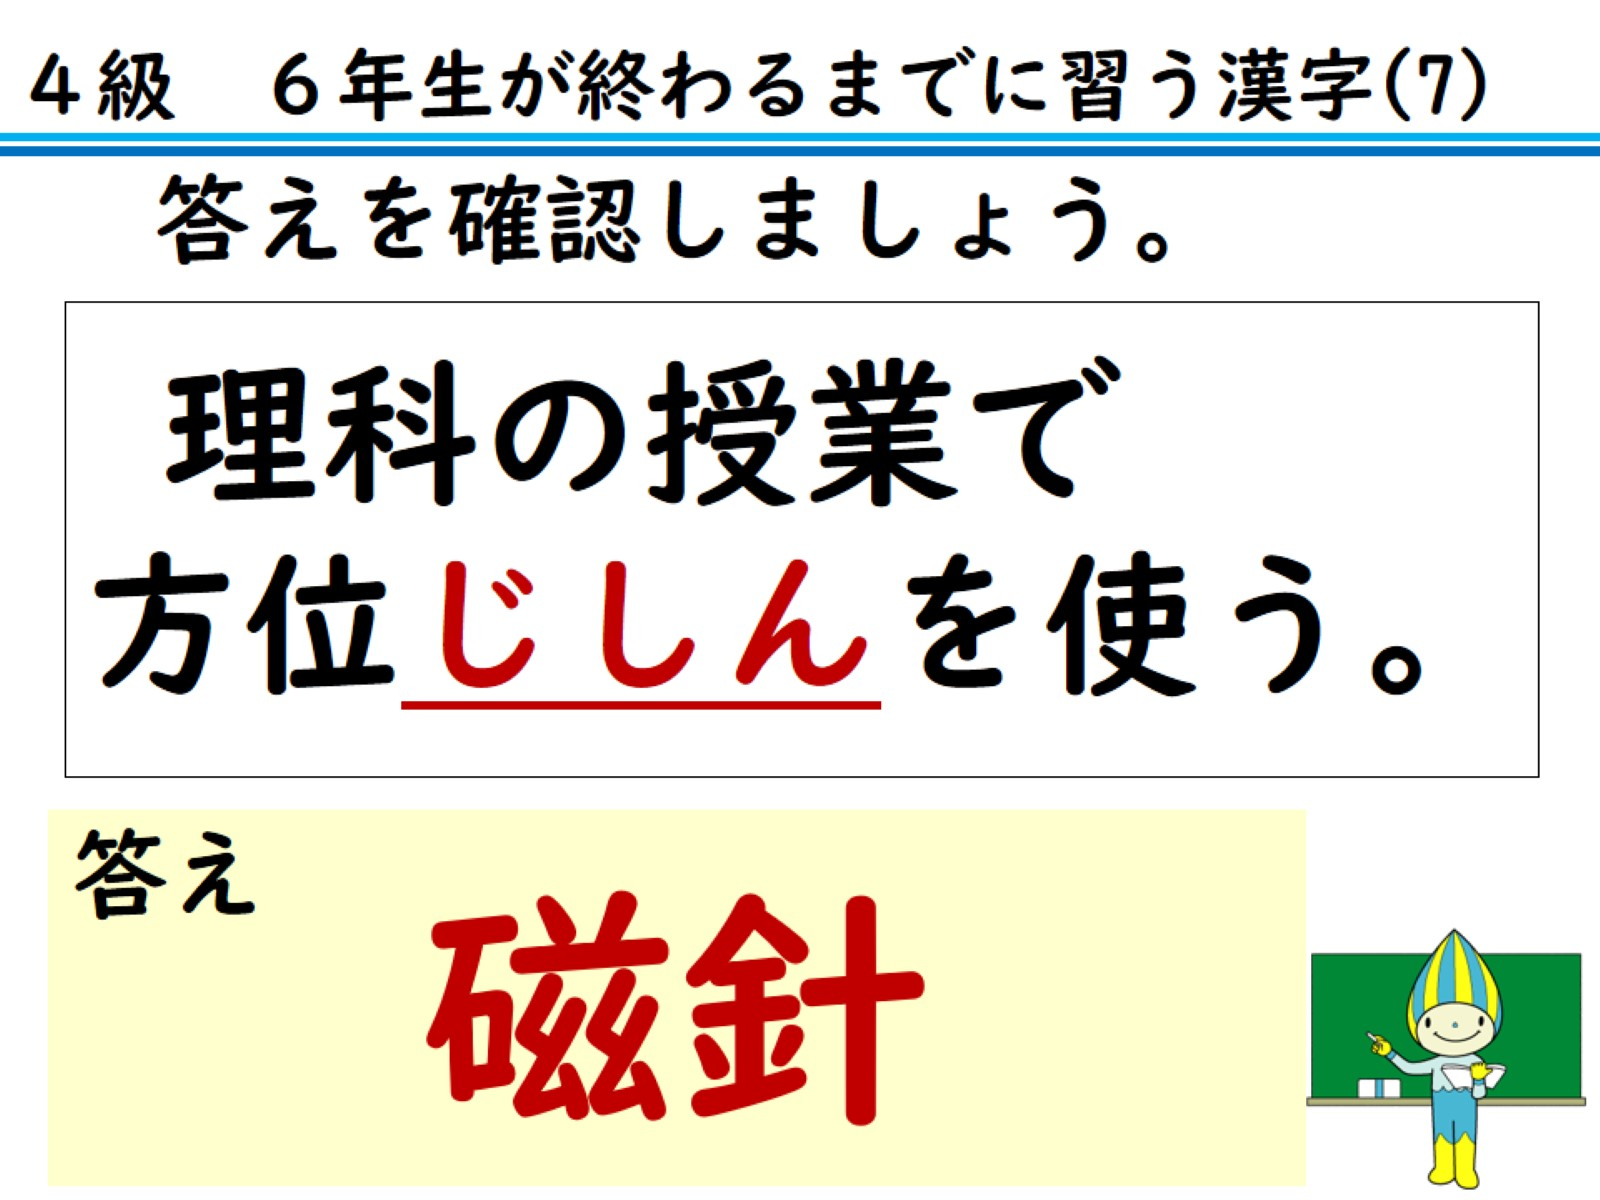 ４級　６年生が終わるまでに習う漢字(7)
答えを確認しましょう。
理科の授業で
方位じしんを使う。
答え
磁針